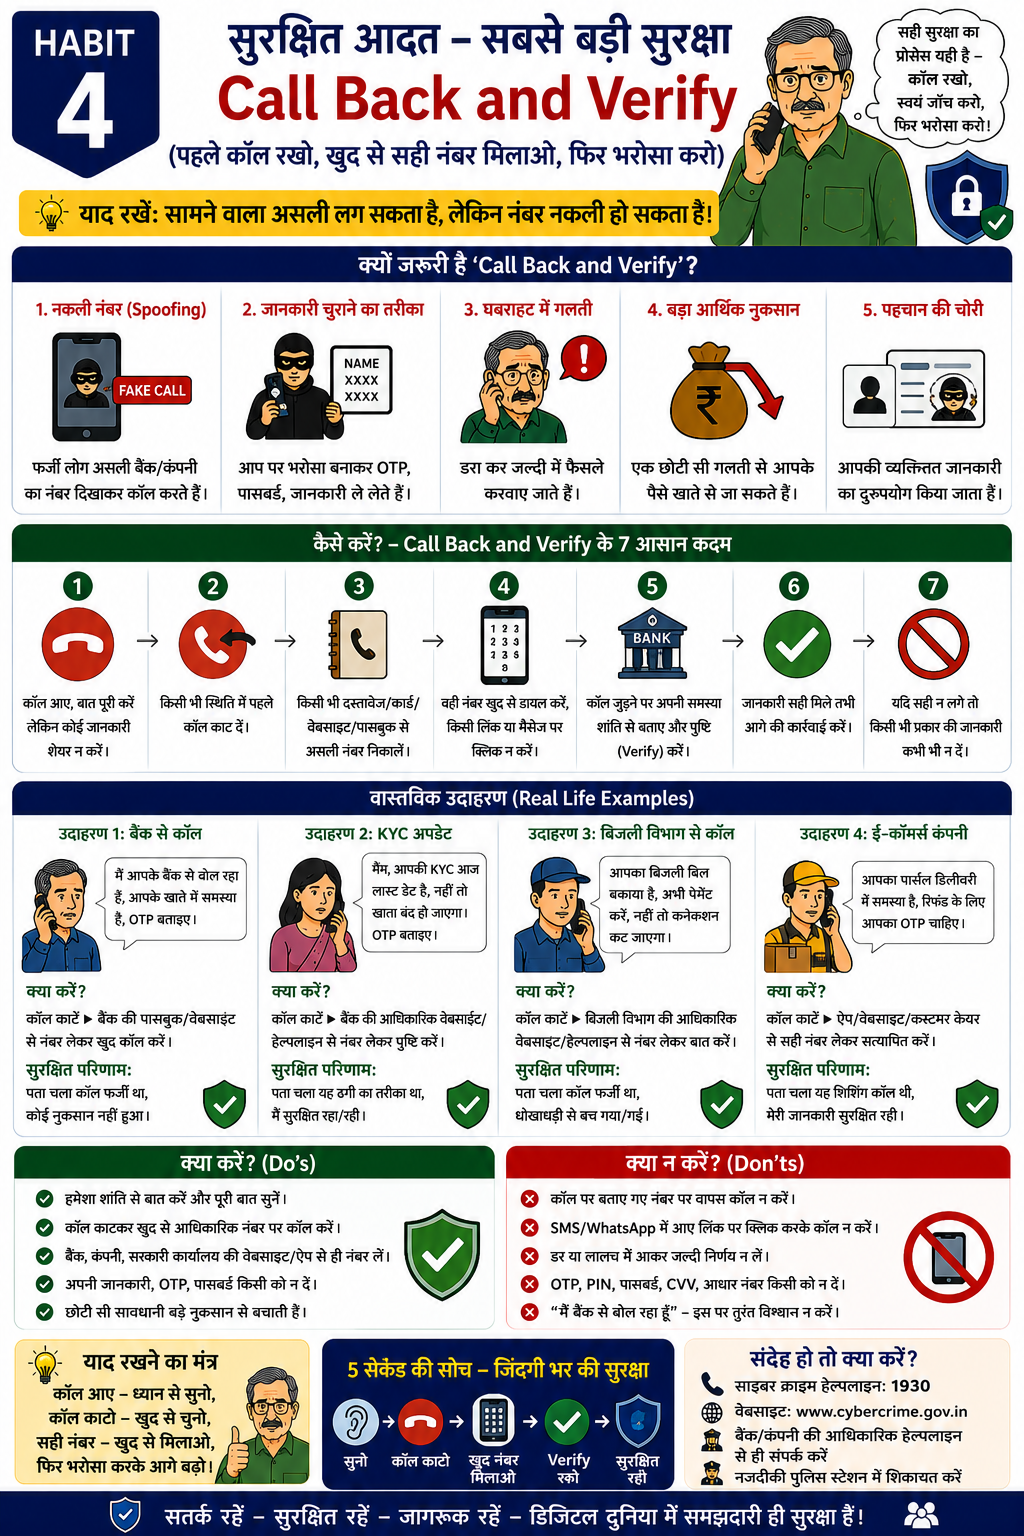 HABIT
4
सुरक्षित आदत – सबसे बड़ी सुरक्षा
Call Back and Verify
(पहले कॉल रखो, खुद से सही नंबर मिलाओ, फिर भरोसा करो)
सही सुरक्षा का
प्रोसेस यही है –
कॉल रखो,
स्वयं जाँच करो,
फिर भरोसा करो!
याद रखें: सामने वाला असली लग सकता है, लेकिन नंबर नकली हो सकता है!
क्यों जरूरी है ‘Call Back and Verify’?
1. नकली नंबर (Spoofing)
FAKE CALL
फर्जी लोग असली बैंक/कंपनी
का नंबर दिखाकर कॉल करते हैं।
2. जानकारी चुराने का तरीका
NAME
XXXX
XXXX
आप पर भरोसा बनाकर OTP,
पासबर्ड, जानकारी ले लेते हैं।
3. घबराहट में गलती
!
डरा कर जल्दी में फैसले
करवाए जाते हैं।
4. बड़ा आर्थिक नुकसान
₹
एक छोटी सी गलती से आपके
पैसे खाते से जा सकते हैं।
5. पहचान की चोरी
आपकी व्यक्तितत जानकारी
का दुरुपयोग किया जाता हैं।
कैसे करें? – Call Back and Verify के 7 आसान कदम
1
कॉल आए, बात पूरी करें
लेकिन कोई जानकारी
शेयर न करें।
2
किसी भी स्थिति में पहले
कॉल काट दें।
3
किसी भी दस्तावेज/कार्ड/
वेबसाइट/पासबुक से
असली नंबर निकालें।
4
वही नंबर खुद से डायल करें,
किसी लिंक या मैसेज पर
क्लिक न करें।
5
BANK
कॉल जुड़ने पर अपनी समस्या
शांति से बताए और पुष्टि
(Verify) करें।
6
जानकारी सही मिले तभी
आगे की कार्रवाई करें।
7
यदि सही न लगे तो
किसी भी प्रकार की जानकारी
कभी भी न दें।
वास्तविक उदाहरण (Real Life Examples)
उदाहरण 1: बैंक से कॉल
मैं आपके बैंक से बोल रहा
हैं, आपके खाते में समस्या
है, OTP बताइए।
क्या करें?
कॉल काटें ▶ बैंक की पासबुक/वेबसाइंट
से नंबर लेकर खुद कॉल करें।
सुरक्षित परिणाम:
पता चला कॉल फर्जी था,
कोई नुकसान नहीं हुआ।
उदाहरण 2: KYC अपडेट
मैंम, आपकी KYC आज
लास्ट डेट है, नहीं तो
खाता बंद हो जाएगा।
OTP बताइए।
क्या करें?
कॉल काटें ▶ बैंक की आधिकारिक वेबसाईट/
हेल्पलाइन से नंबर लेकर पुष्टि करें।
सुरक्षित परिणाम:
पता चला यह ठगी का तरीका था,
मैं सुरक्षित रहा/रही।
उदाहरण 3: बिजली विभाग से कॉल
आपका बिजली बिल
बकाया है, अभी पेमेंट
करें, नहीं तो कनेकशन
कट जाएगा।
क्या करें?
कॉल काटें ▶ बिजली विभाग की आधिकारिक
वेबसाइंट/हेल्पलाइन से नंबर लेकर बात करें।
सुरक्षित परिणाम:
पता चला कॉल फर्जी था,
धोखाधड़ी से बच गया/गई।
उदाहरण 4: ई-कॉमर्स कंपनी
आपका पार्सल डिलीवरी
में समस्या है, रिफंड के लिए
आपका OTP चाहिए।
क्या करें?
कॉल काटें ▶ ऐप/वेबसाइट/कस्टमर केयर
से सही नंबर लेकर सत्यापित करें।
सुरक्षित परिणाम:
पता चला यह शिशिंग कॉल थी,
मेरी जानकारी सुरक्षित रही।
क्या करें? (Do's)
हमेशा शांति से बात करें और पूरी बात सुनें।
कॉल काटकर खुद से आधिकारिक नंबर पर कॉल करें।
बैंक, कंपनी, सरकारी कार्यालय की वेबसाइट/ऐप से ही नंबर लें।
अपनी जानकारी, OTP, पासबर्ड किसी को न दें।
छोटी सी सावधानी बड़े नुकसान से बचाती हैं।
क्या न करें? (Don'ts)
कॉल पर बताए गए नंबर पर वापस कॉल न करें।
SMS/WhatsApp में आए लिंक पर क्लिक करके कॉल न करें।
डर या लालच में आकर जल्दी निर्णय न लें।
OTP, PIN, पासबर्ड, CVV, आधार नंबर किसी को न दें।
“मैं बैंक से बोल रहा हूँ” – इस पर तुरंत विश्थान न करें।
याद रखने का मंत्र
कॉल आए – ध्यान से सुनो,
कॉल काटो – खुद से चुनो,
सही नंबर – खुद से मिलाओ,
फिर भरोसा करके आगे बढ़ो।
5 सेकेंड की सोच – जिंदगी भर की सुरक्षा
सुनो
कॉल काटो
खुद नंबर
मिलाओ
Verify
रको
सुरक्षित
रही
संदेह हो तो क्या करें?
साइबर क्राइम हेल्पलाइन: 1930
वेबसाइट: www.cybercrime.gov.in
बैंक/कंपनी की आधिकारिक हेल्पलाइन
से ही संपर्क करें
नजदीकी पुलिस स्टेशन में शिकायत करें
सतर्क रहें – सुरक्षित रहें – जागरूक रहें – डिजिटल दुनिया में समझदारी ही सुरक्षा हैं!